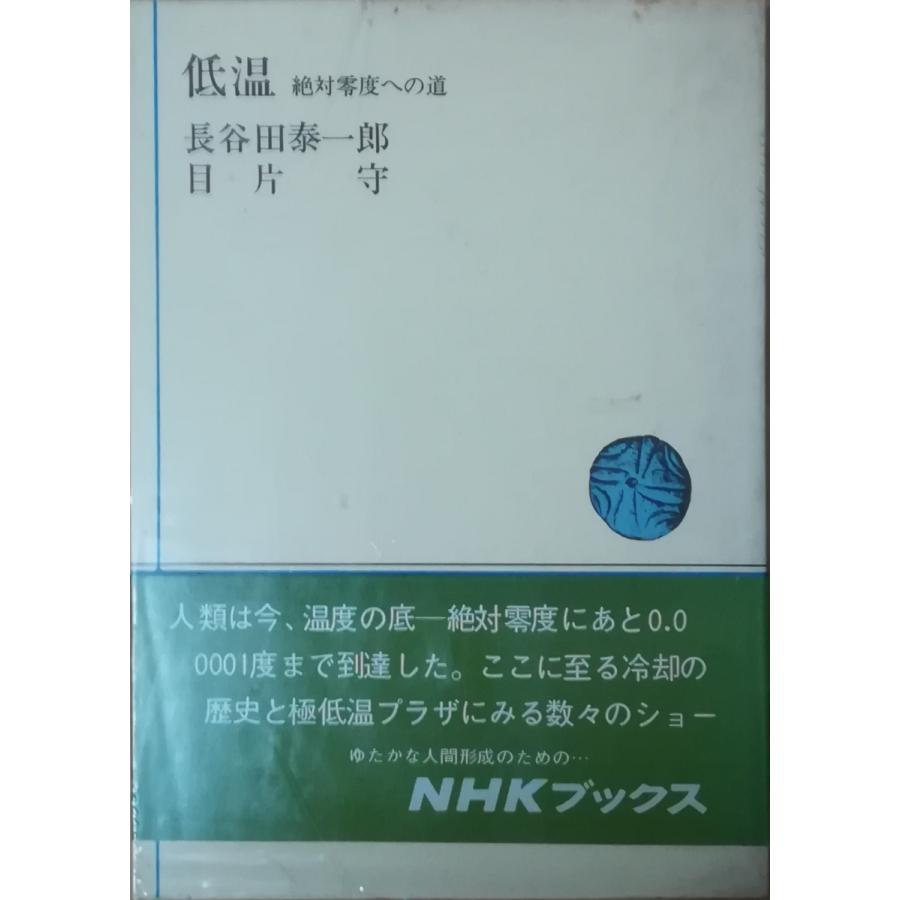 低温 絶対零度への道
長谷田泰一郎
目片 守
人類は今、温度の底―絶対零度にあと0.0
0001度まで到達した。ここに至る冷却の
歴史と極低温プラザにみる数々のショー
ゆたかな人間形成のための…
NHKブックス